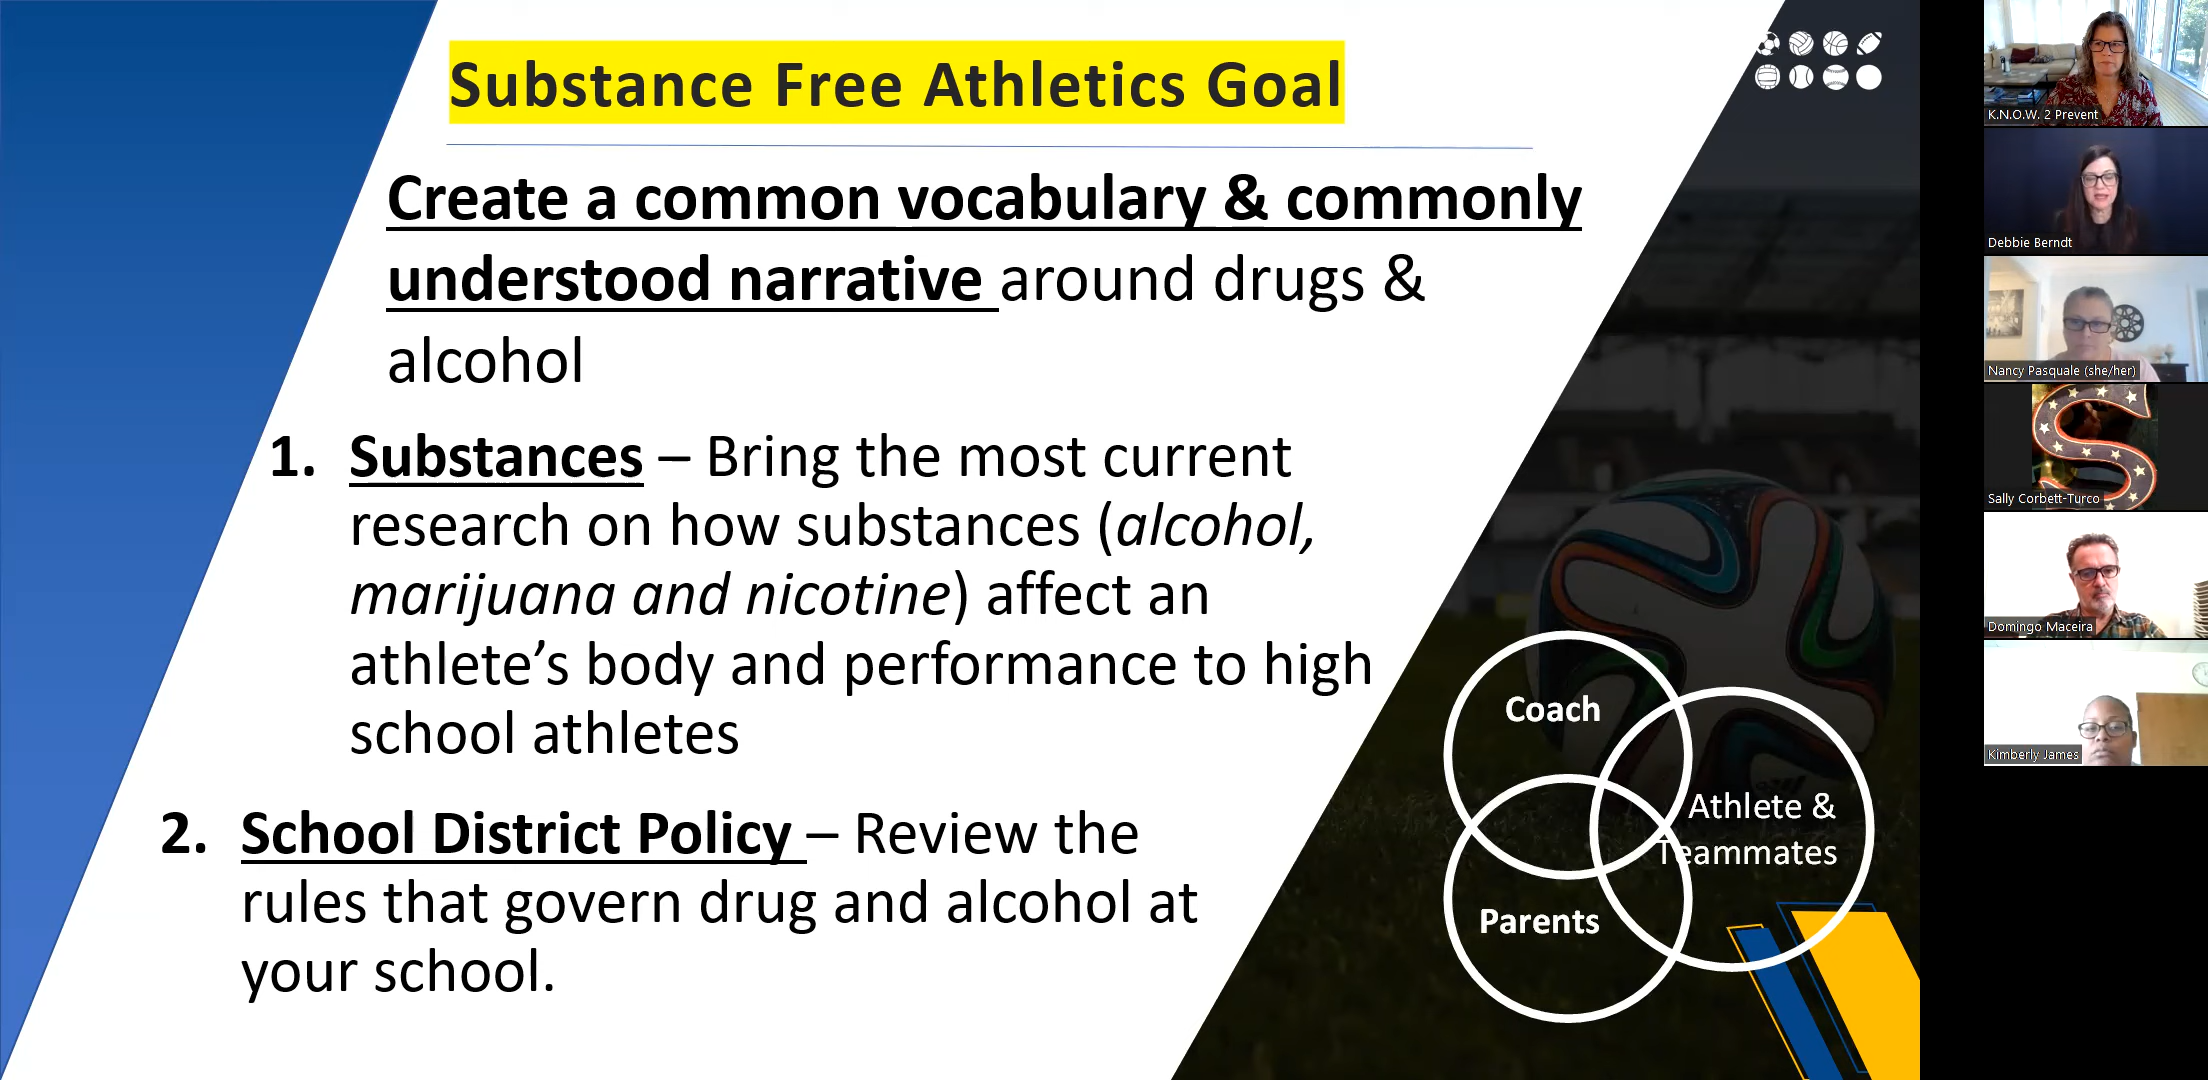 Substance Free Athletics Goal
Create a common vocabulary & commonly
understood narrative around drugs &
alcohol
1. Substances – Bring the most current
research on how substances (alcohol,
marijuana and nicotine) affect an
athlete’s body and performance to high
school athletes
2. School District Policy – Review the
rules that govern drug and alcohol at
your school.
Coach
Athlete &
Teammates
Parents
K.N.O.W. 2 Prevent
Debbie Berndt
Nancy Pasquale (she/her)
S
Sally Corbett-Turco
Domingo Maceira
Kimberly James